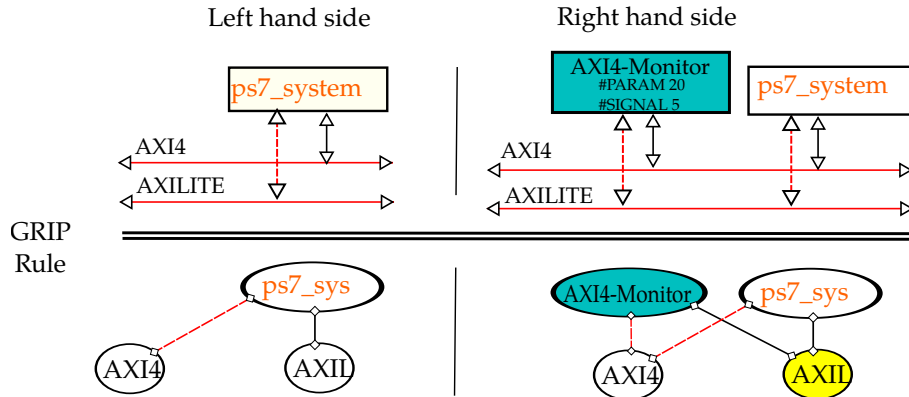 Left hand side
Right hand side
ps7_system
AXI4-Monitor
#PARAM 20
#SIGNAL 5
ps7_system
AXI4
AXILITE
AXI4
AXILITE
GRIP
Rule
ps7_sys
AXI4
AXIL
AXI4-Monitor
ps7_sys
AXI4
AXIL